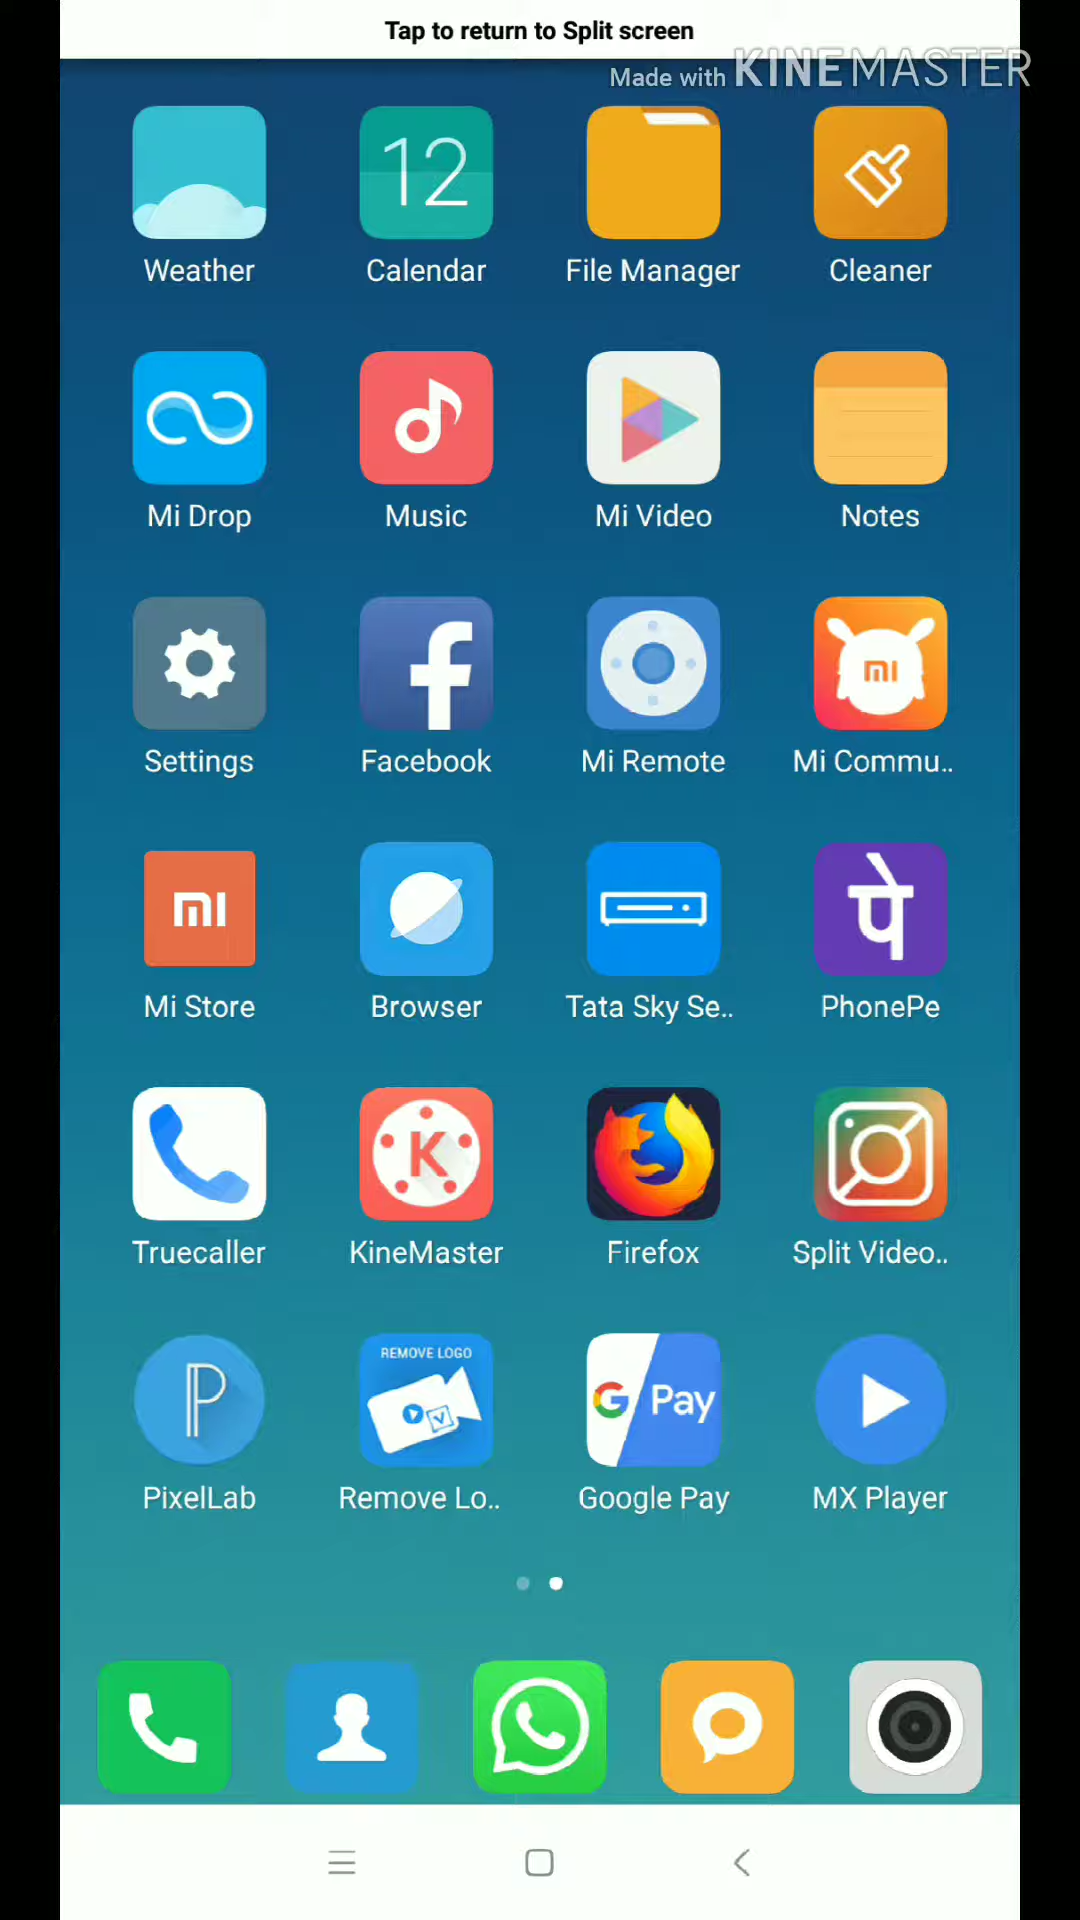 Tap to return to Split screen
Made with KINEMASTER
12
Weather Calendar File Manager Cleaner
Mi Drop Music Mi Video Notes
mi
Settings Facebook Mi Remote Mi Commu..
mi पे
Mi Store Browser Tata Sky Se.. PhonePe
K
Truecaller KineMaster Firefox Split Video..
REMOVE LOGO
P G Pay
PixelLab Remove Lo.. Google Pay MX Player